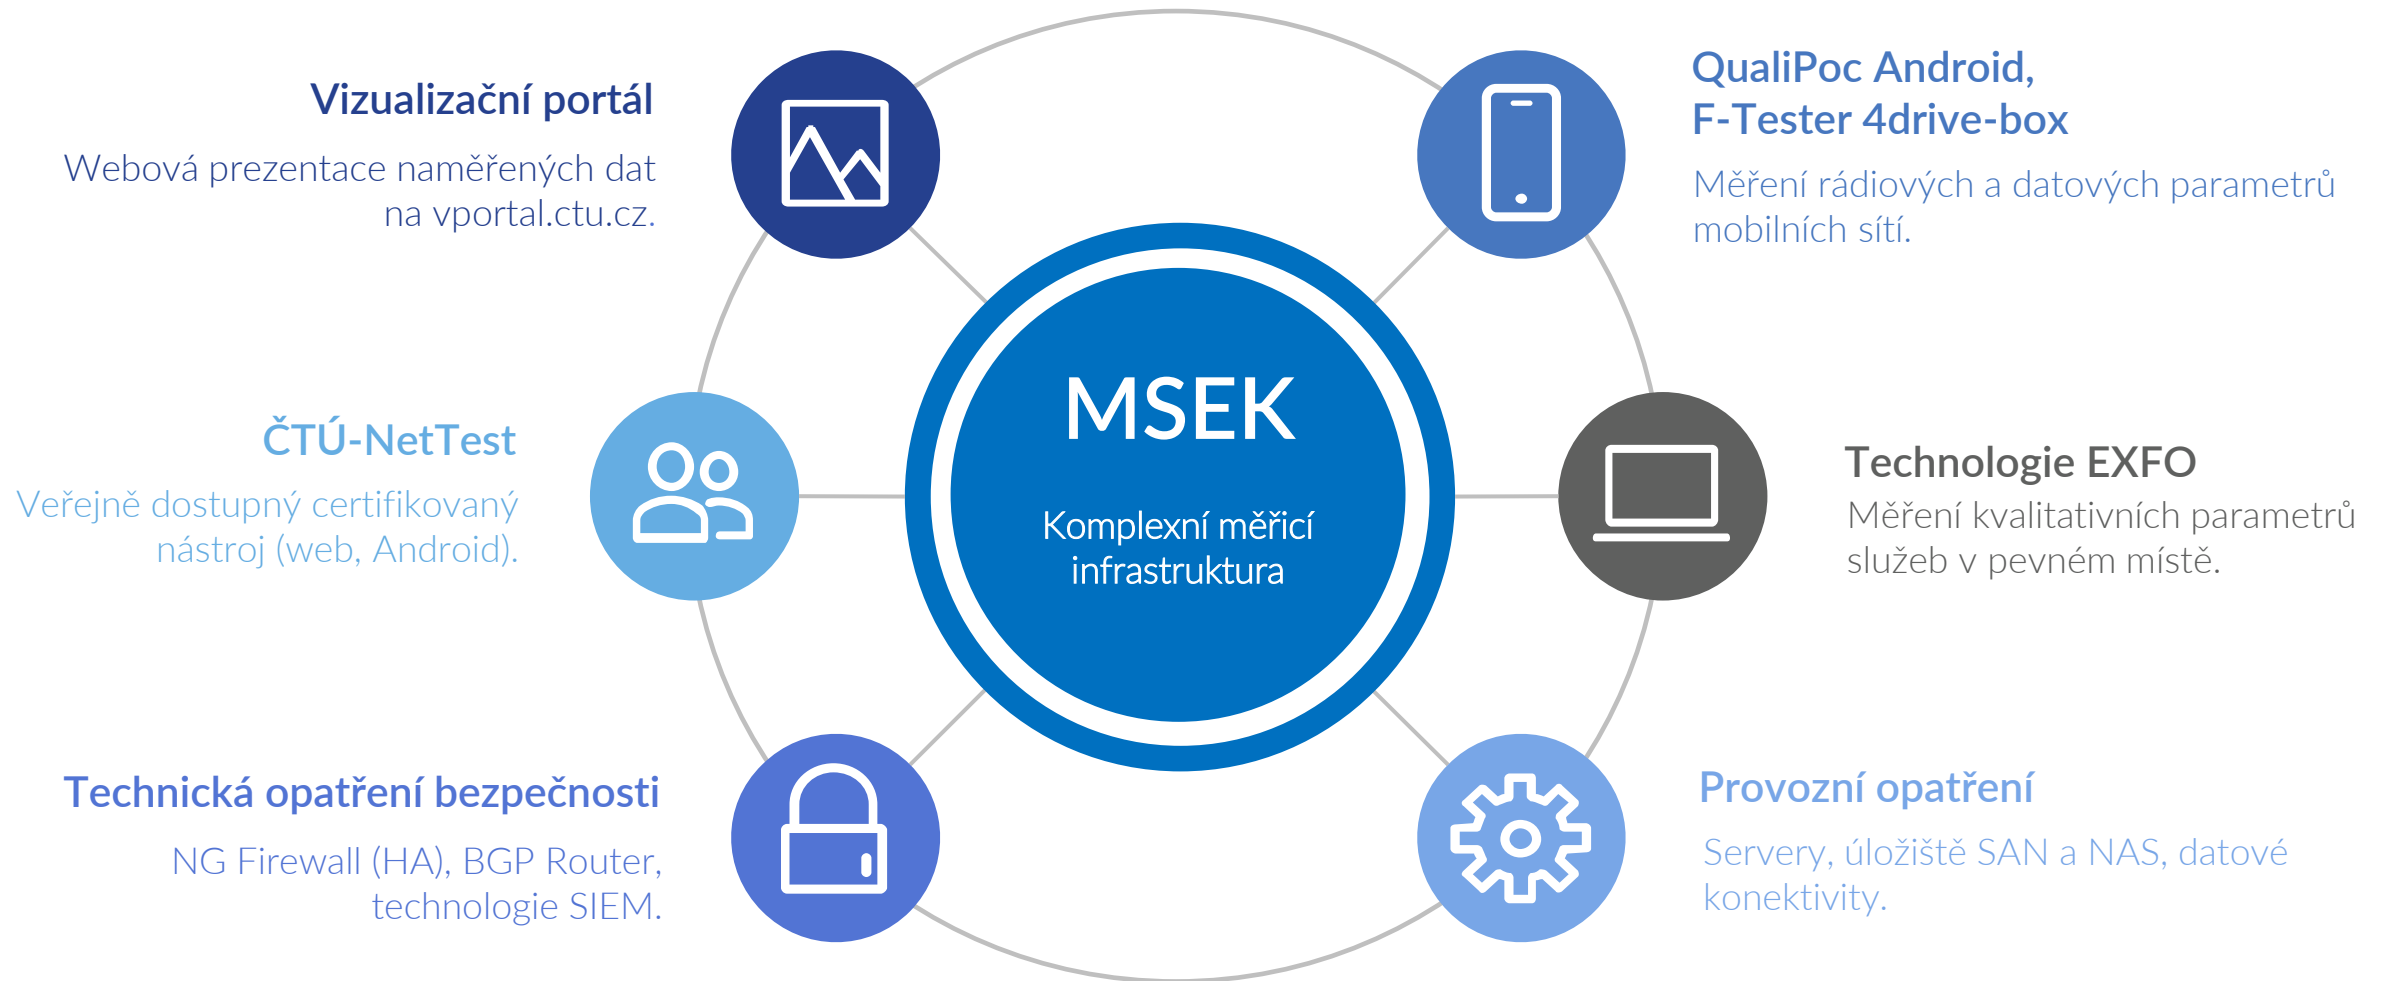 Vizualizační portál
Webová prezentace naměřených dat
na vportal.ctu.cz.
QualiPoc Android,
F-Tester 4drive-box
Měření rádiových a datových parametrů
mobilních sítí.
ČTÚ-NetTest
Veřejně dostupný certifikovaný
nástroj (web, Android).
MSEK
Komplexní měřicí
infrastruktura
Technologie EXFO
Měření kvalitativních parametrů
služeb v pevném místě.
Technická opatření bezpečnosti
NG Firewall (HA), BGP Router,
technologie SIEM.
Provozní opatření
Servery, úložiště SAN a NAS, datové
konektivity.